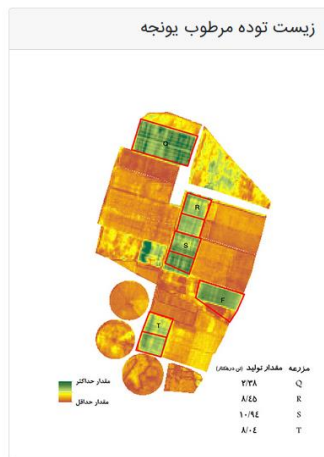 زیست توده مرطوب یونجه
Q
R
S
F
T
مزرعه مقدار تولید (تن در هکتار)
Q ۲/۳۸
R ۸/۴۵
S ۱۰/۹۴
T ۸/۰۴
مقدار حداکثر
مقدار حداقل